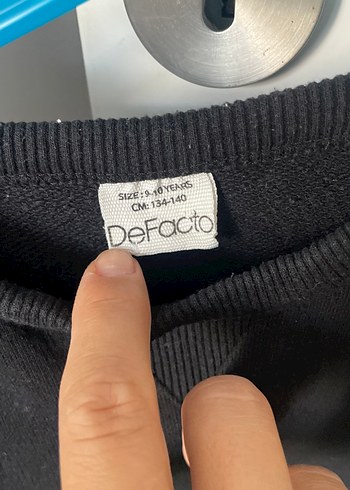 SIZE: 9-10 YEARS
CM: 134-140
DeFacto